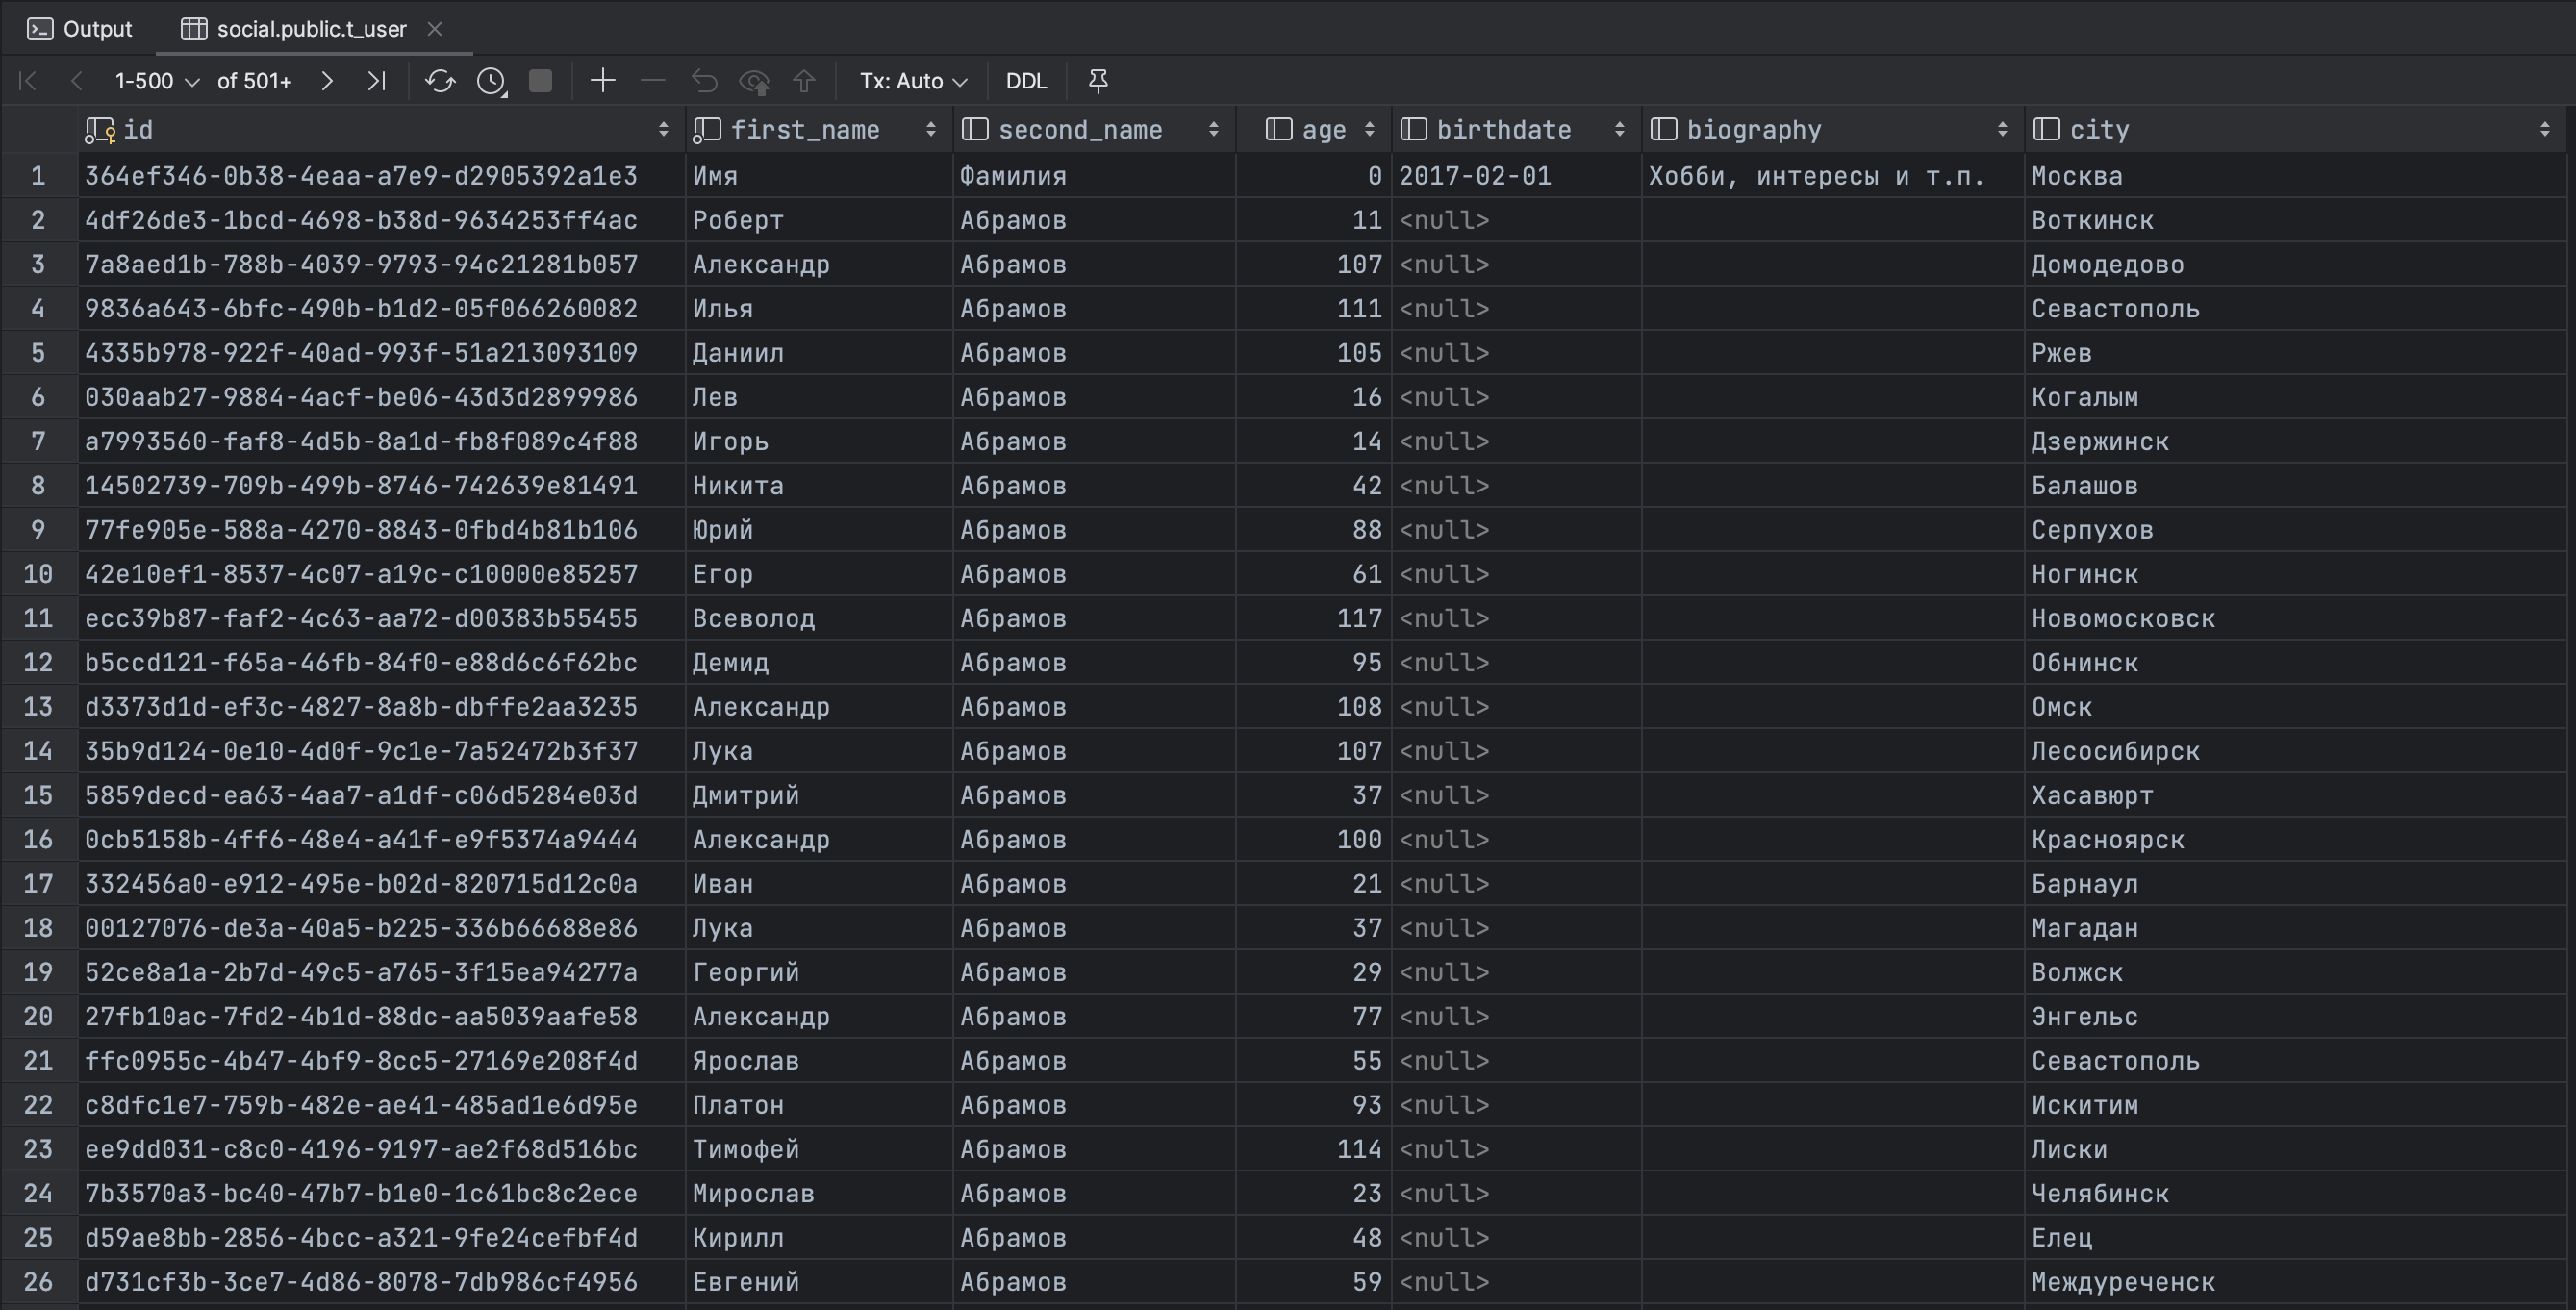 Output social.public.t_user
1-500 of 501+ Tx: Auto DDL
id first_name second_name age birthdate biography city
1 364ef346-0b38-4eaa-a7e9-d2905392a1e3 Имя Фамилия 0 2017-02-01 Хобби, интересы и т.п. Москва
2 4df26de3-1bcd-4698-b38d-9634253ff4ac Роберт Абрамов 11 <null> Воткинск
3 7a8aed1b-788b-4039-9793-94c21281b057 Александр Абрамов 107 <null> Домодедово
4 9836a643-6bfc-490b-b1d2-05f066260082 Илья Абрамов 111 <null> Севастополь
5 4335b978-922f-40ad-993f-51a213093109 Даниил Абрамов 105 <null> Ржев
6 030aab27-9884-4acf-be06-43d3d2899986 Лев Абрамов 16 <null> Когалым
7 a7993560-faf8-4d5b-8a1d-fb8f089c4f88 Игорь Абрамов 14 <null> Дзержинск
8 14502739-709b-499b-8746-742639e81491 Никита Абрамов 42 <null> Балашов
9 77fe905e-588a-4270-8843-0fbd4b81b106 Юрий Абрамов 88 <null> Серпухов
10 42e10ef1-8537-4c07-a19c-c10000e85257 Егор Абрамов 61 <null> Ногинск
11 ecc39b87-faf2-4c63-aa72-d00383b55455 Всеволод Абрамов 117 <null> Новомосковск
12 b5ccd121-f65a-46fb-84f0-e88d6c6f62bc Демид Абрамов 95 <null> Обнинск
13 d3373d1d-ef3c-4827-8a8b-dbffe2aa3235 Александр Абрамов 108 <null> Омск
14 35b9d124-0e10-4d0f-9c1e-7a52472b3f37 Лука Абрамов 107 <null> Лесосибирск
15 5859decd-ea63-4aa7-a1df-c06d5284e03d Дмитрий Абрамов 37 <null> Хасавюрт
16 0cb5158b-4ff6-48e4-a41f-e9f5374a9444 Александр Абрамов 100 <null> Красноярск
17 332456a0-e912-495e-b02d-820715d12c0a Иван Абрамов 21 <null> Барнаул
18 00127076-de3a-40a5-b225-336b66688e86 Лука Абрамов 37 <null> Магадан
19 52ce8a1a-2b7d-49c5-a765-3f15ea94277a Георгий Абрамов 29 <null> Волжск
20 27fb10ac-7fd2-4b1d-88dc-aa5039aafe58 Александр Абрамов 77 <null> Энгельс
21 ffc0955c-4b47-4bf9-8cc5-27169e208f4d Ярослав Абрамов 55 <null> Севастополь
22 c8dfc1e7-759b-482e-ae41-485ad1e6d95e Платон Абрамов 93 <null> Искитим
23 ee9dd031-c8c0-4196-9197-ae2f68d516bc Тимофей Абрамов 114 <null> Лиски
24 7b3570a3-bc40-47b7-b1e0-1c61bc8c2ece Мирослав Абрамов 23 <null> Челябинск
25 d59ae8bb-2856-4bcc-a321-9fe24cefbf4d Кирилл Абрамов 48 <null> Елец
26 d731cf3b-3ce7-4d86-8078-7db986cf4956 Евгений Абрамов 59 <null> Междуреченск